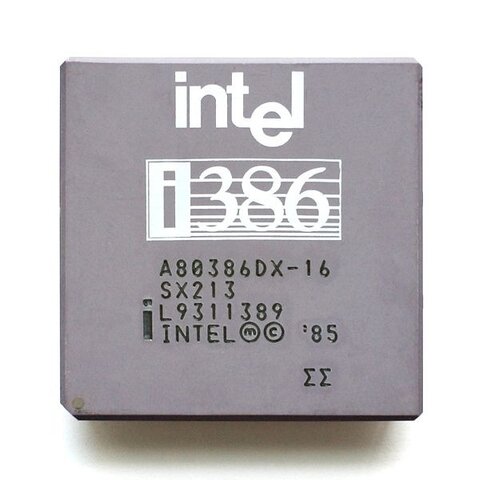 intel
i386
A80386DX-16
SX213
i L9311389
INTEL Ⓜ © '85
ΣΣ